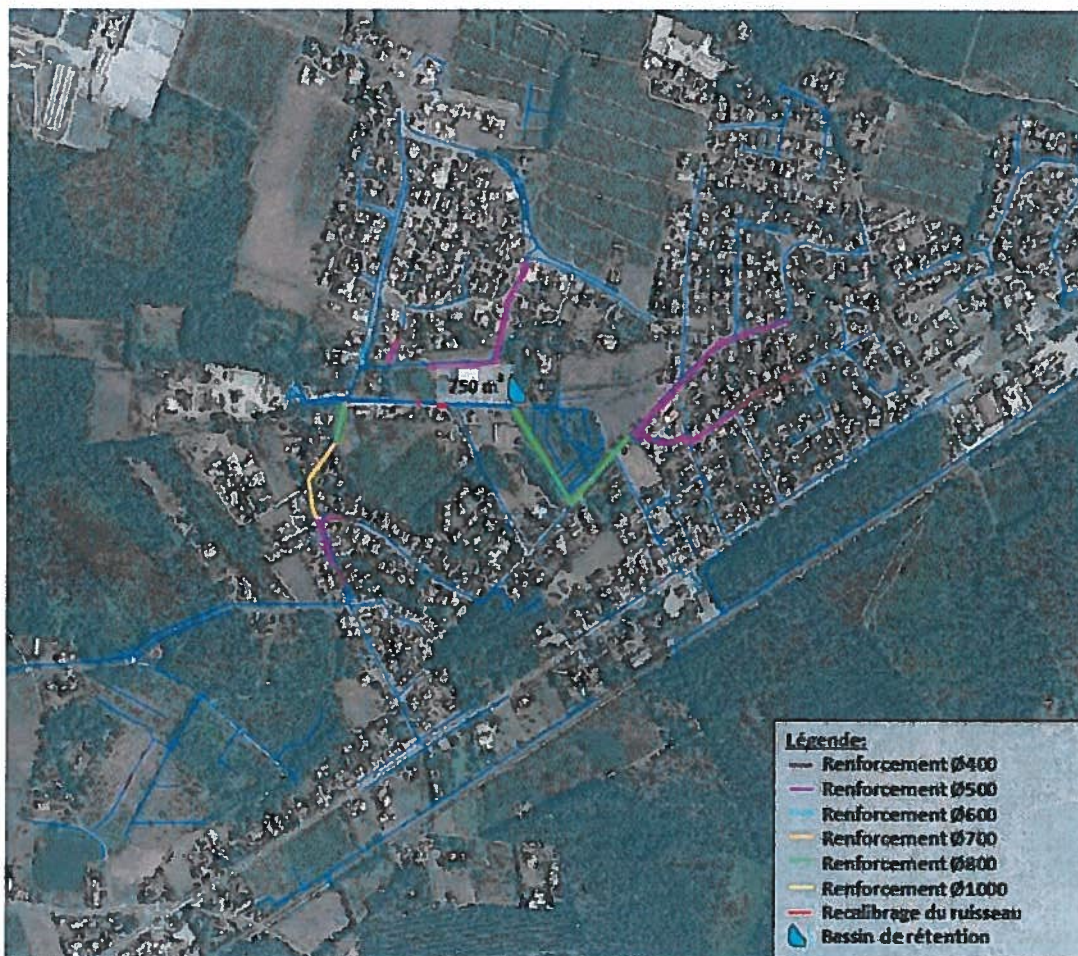 750 m³
Légende:
Renforcement Ø400
Renforcement Ø500
Renforcement Ø600
Renforcement Ø700
Renforcement Ø800
Renforcement Ø1000
Recalibrage du ruisseau
Bassin de rétention